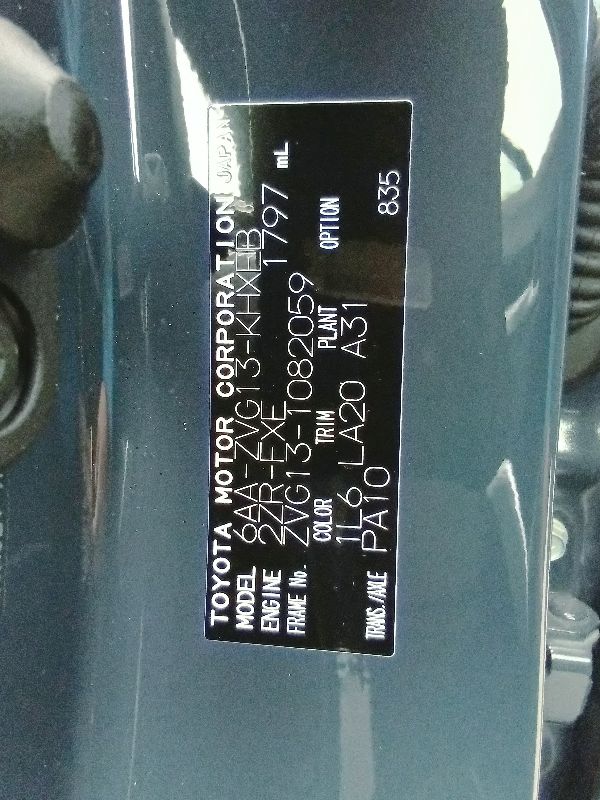 TOYOTA MOTOR CORPORATION JAPAN
MODEL 6AA-ZVG13-KHXEB
ENGINE 2ZR-FXE 1797 mL
FRAME No. ZVG13-1082059
COLOR TRIM PLANT OPTION
1L6 LA20 A31
TRANS./AXLE PA10 835